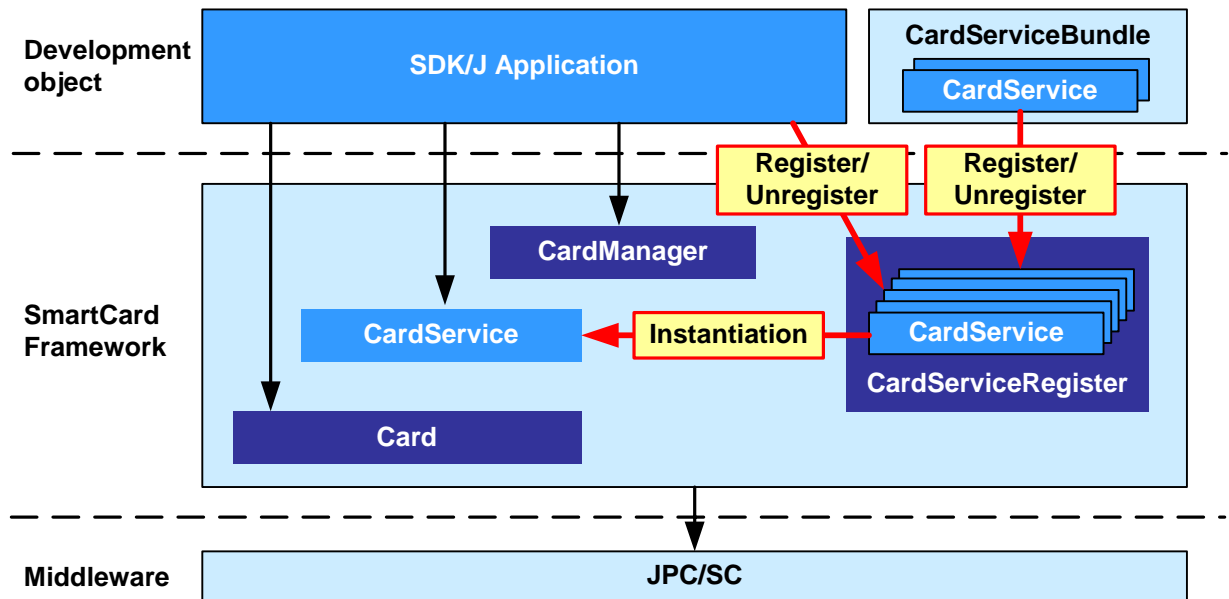 Development
object
SDK/J Application
CardServiceBundle
CardService
Register/
Unregister
Register/
Unregister
SmartCard
Framework
CardManager
CardService
Instantiation
CardService
CardServiceRegister
Card
Middleware
JPC/SC